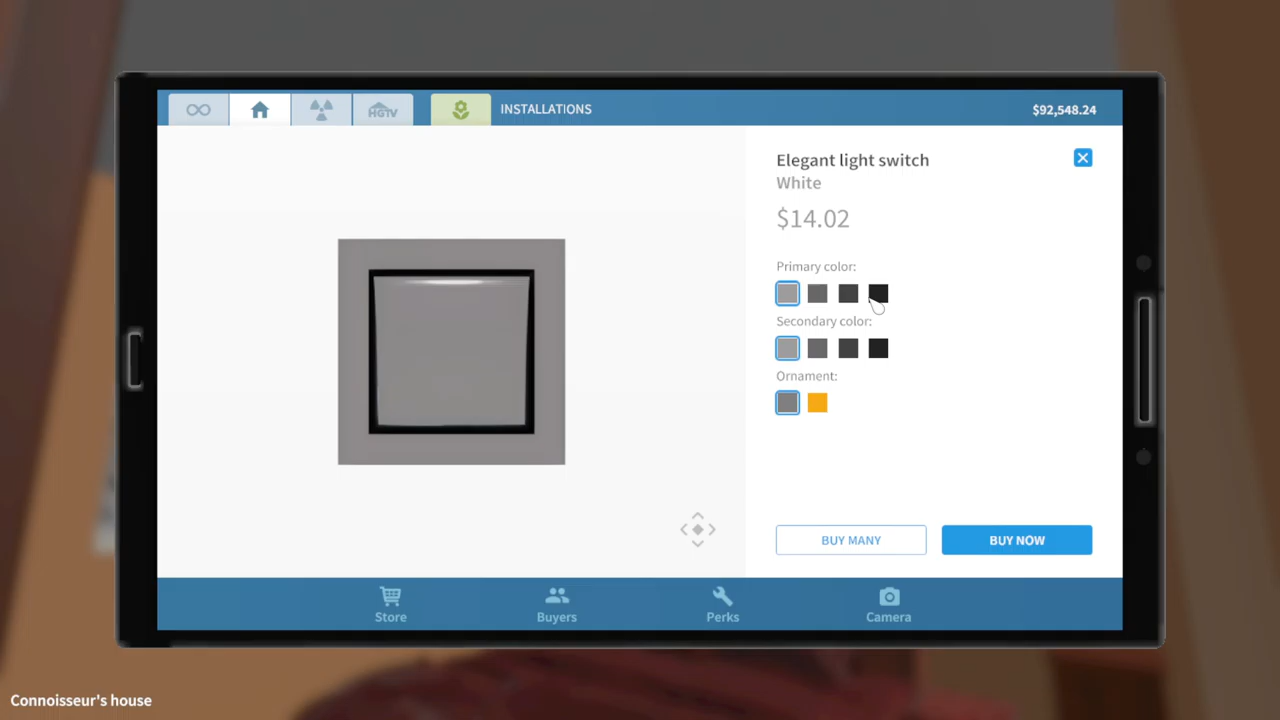 HGTV
INSTALLATIONS
$92,548.24
Elegant light switch
White
$14.02
Primary color:
Secondary color:
Ornament:
BUY MANY
BUY NOW
Store
Buyers
Perks
Camera
Connoisseur's house